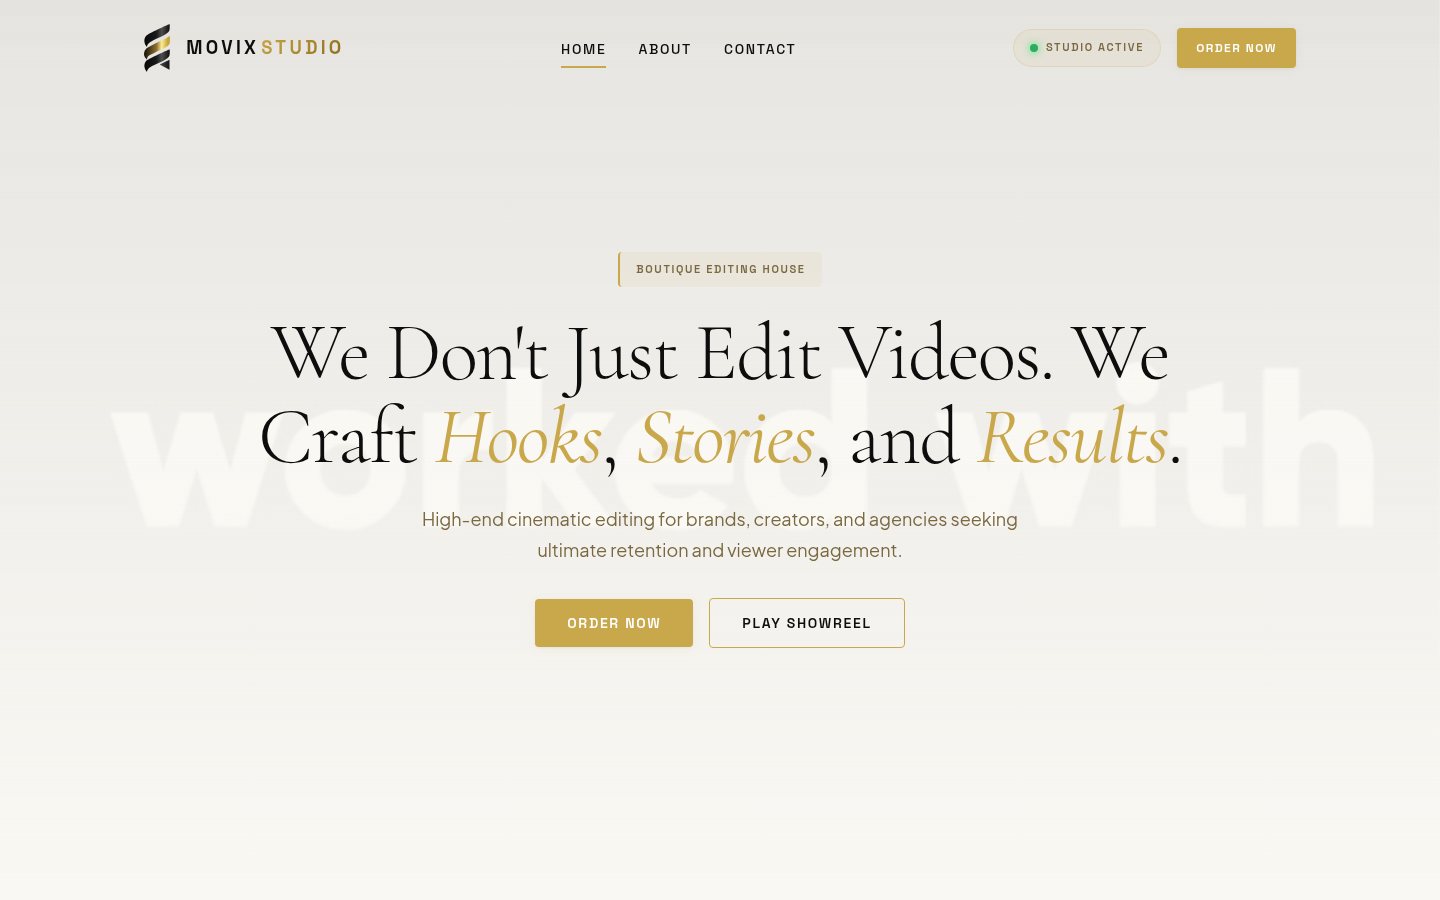 MOVIX STUDIO
HOME ABOUT CONTACT
STUDIO ACTIVE
ORDER NOW
BOUTIQUE EDITING HOUSE
We Don't Just Edit Videos. We
Craft Hooks, Stories, and Results.
worked with
High-end cinematic editing for brands, creators, and agencies seeking
ultimate retention and viewer engagement.
ORDER NOW
PLAY SHOWREEL